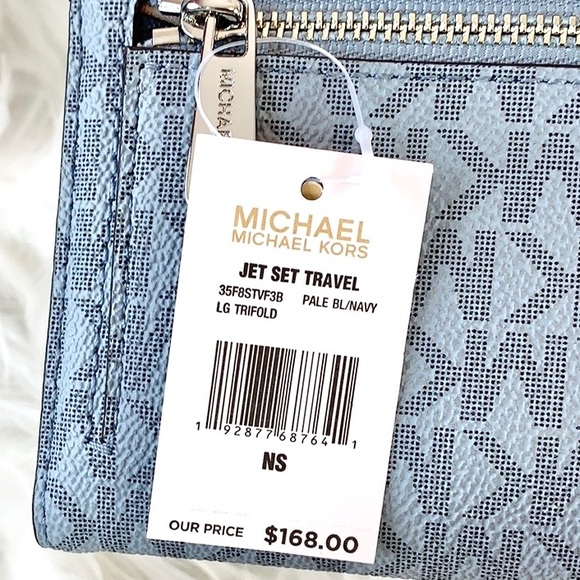 MICHAE
MICHAEL
MICHAEL KORS
JET SET TRAVEL
35F8STVF3B PALE BL/NAVY
LG TRIFOLD
1 92877 68764 1
NS
OUR PRICE $168.00